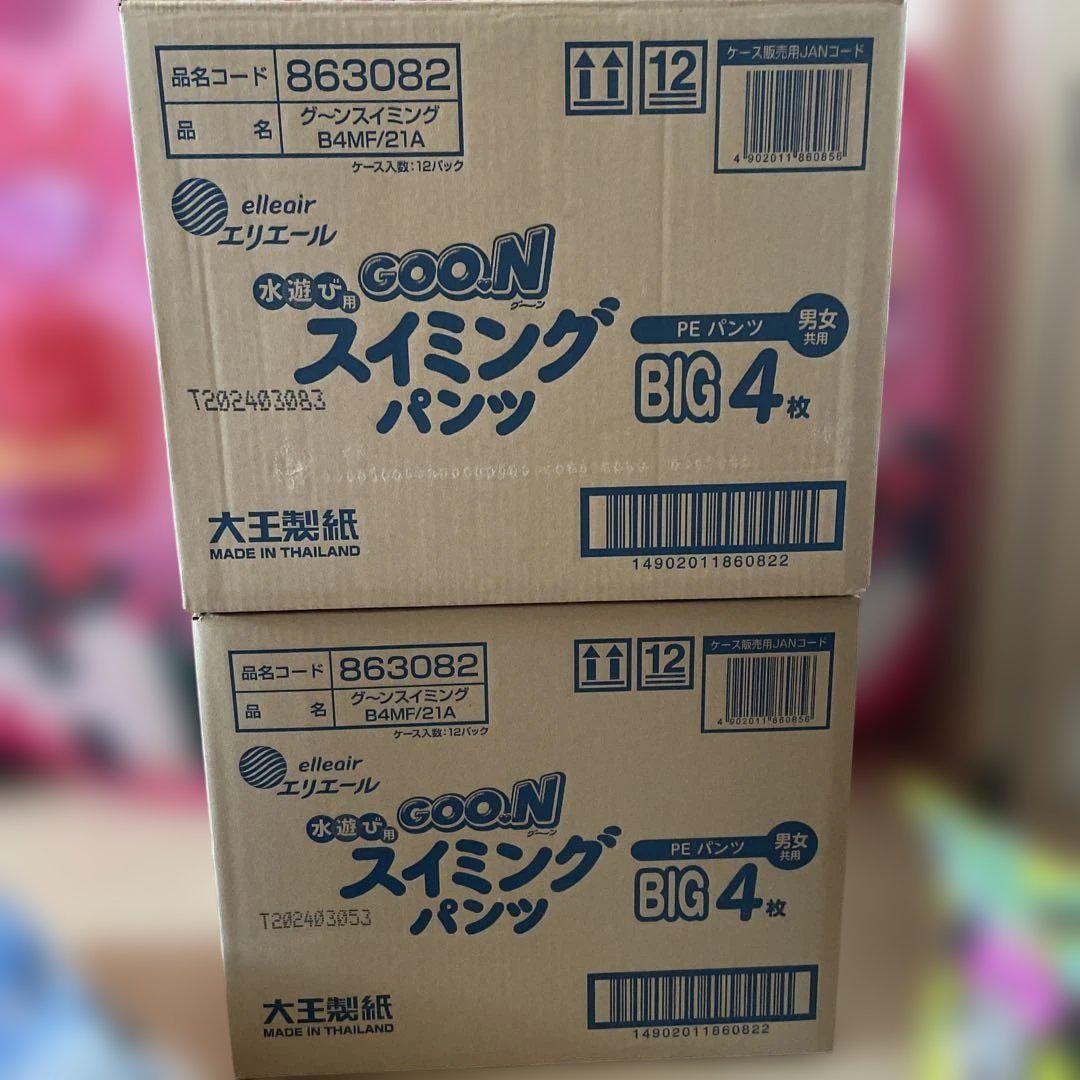 品名コード 863082
品名 グ〜ンスイミング
B4MF/21A
ケース入数:12パック
12
ケース販売用JANコード
4 902011 860856
elleair
エリエール
水遊び用 GOO.N
グ〜ン
スイミング
パンツ
PE パンツ 男女共用
BIG 4枚
T202403083
大王製紙
MADE IN THAILAND
14902011860822
品名コード 863082
品名 グ〜ンスイミング
B4MF/21A
ケース入数:12パック
12
ケース販売用JANコード
4 902011 860856
elleair
エリエール
水遊び用 GOO.N
グ〜ン
スイミング
パンツ
PE パンツ 男女共用
BIG 4枚
T202403053
大王製紙
MADE IN THAILAND
14902011860822